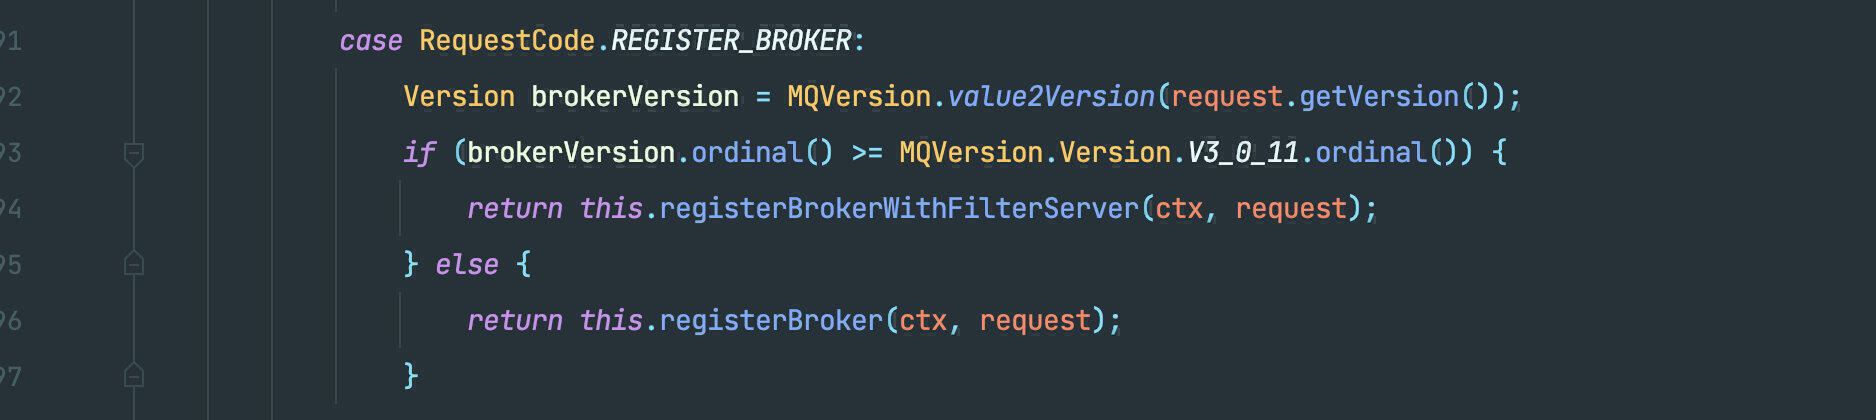 91 case RequestCode.REGISTER_BROKER:
92 Version brokerVersion = MQVersion.value2Version(request.getVersion());
93 if (brokerVersion.ordinal() >= MQVersion.Version.V3_0_11.ordinal()) {
94 return this.registerBrokerWithFilterServer(ctx, request);
95 } else {
96 return this.registerBroker(ctx, request);
97 }